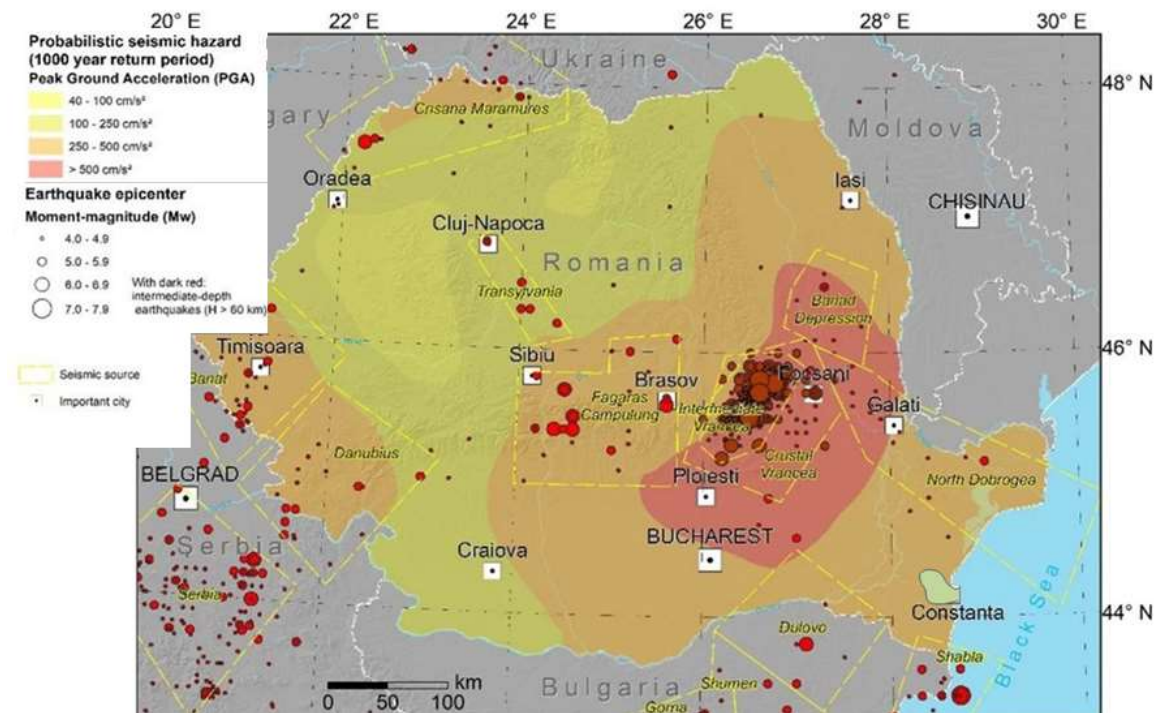 20° E 22° E 24° E 26° E 28° E 30° E
Probabilistic seismic hazard
(1000 year return period)
Peak Ground Acceleration (PGA)
40 - 100 cm/s²
100 - 250 cm/s²
250 - 500 cm/s²
> 500 cm/s²
Earthquake epicenter
Moment-magnitude (Mw)
4.0 - 4.9
5.0 - 5.9
6.0 - 6.9
7.0 - 7.9
With dark red:
intermediate-depth
earthquakes (H > 60 km)
Seismic source
Important city
Ukraine
48° N
Crisana Maramures
gary
Moldova
Oradea
Iasi
CHISINAU
Cluj-Napoca
Romania
Transylvania
Barlad
Depression
46° N
Timisoara
Sibiu
Banat
Brasov
Focsani
Fagaras
Campulung
Intermediate
Vrancea
Galati
Danubius
Crustal
Vrancea
North Dobrogea
BELGRAD
Ploiesti
BUCHAREST
Serbia
Craiova
Serbia
44° N
Constanta
Dulovo
Black Sea
Shabla
km
0 50 100
Bulgaria
Shumen
Gorna